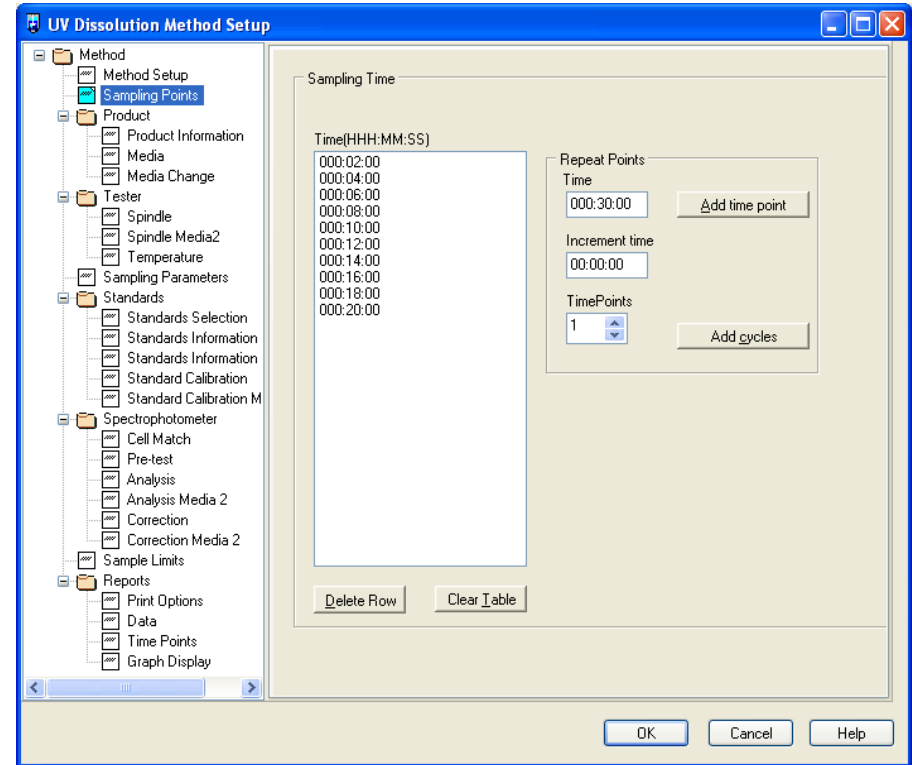 UV Dissolution Method Setup
Method
Method Setup
Sampling Points
Product
Product Information
Media
Media Change
Tester
Spindle
Spindle Media2
Temperature
Sampling Parameters
Standards
Standards Selection
Standards Information
Standards Information
Standard Calibration
Standard Calibration M
Spectrophotometer
Cell Match
Pre-test
Analysis
Analysis Media 2
Correction
Correction Media 2
Sample Limits
Reports
Print Options
Data
Time Points
Graph Display
Sampling Time
Time(HHH:MM:SS)
000:02:00
000:04:00
000:06:00
000:08:00
000:10:00
000:12:00
000:14:00
000:16:00
000:18:00
000:20:00
Delete Row
Clear Table
Repeat Points
Time
000:30:00
Add time point
Increment time
00:00:00
TimePoints
1
Add cycles
OK
Cancel
Help